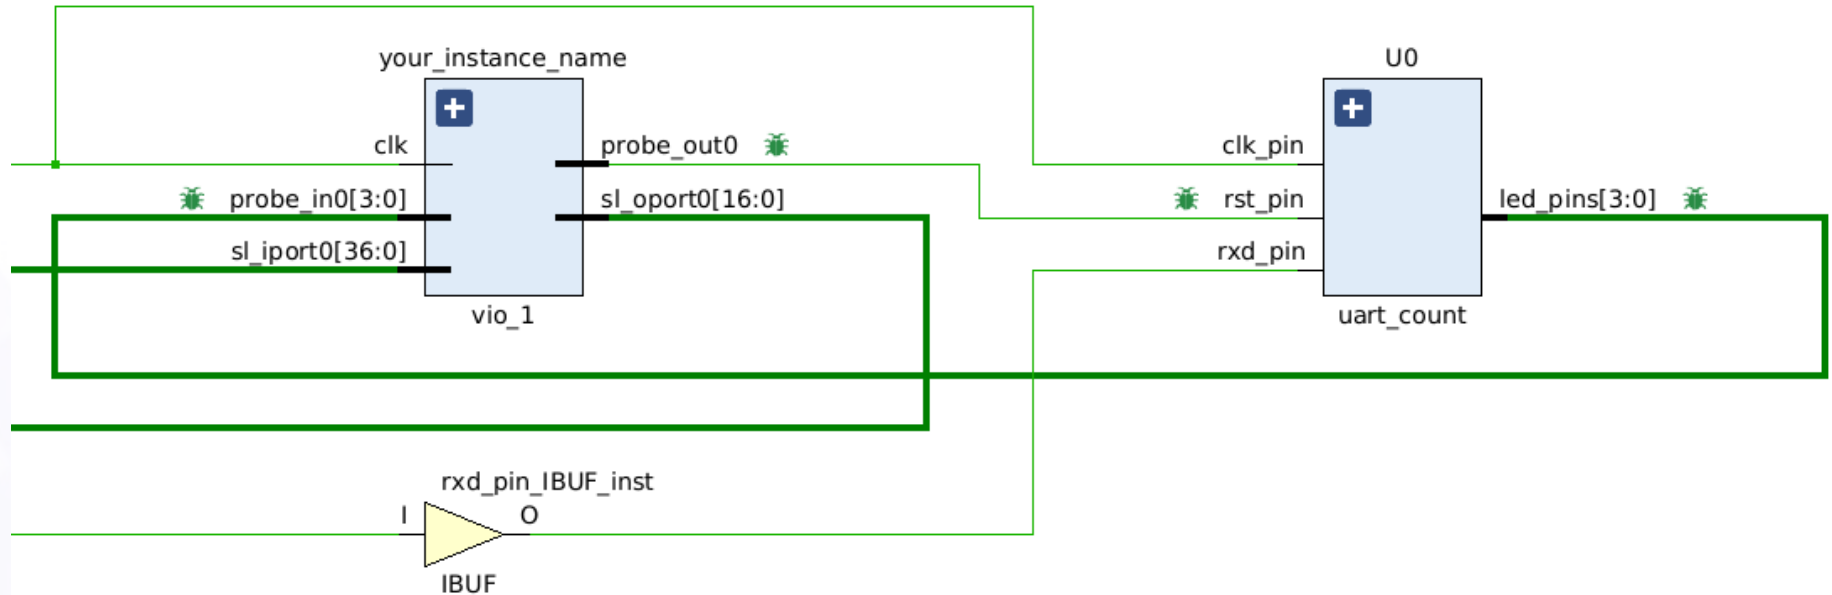 your_instance_name
clk
probe_in0[3:0]
sl_iport0[36:0]
probe_out0
sl_oport0[16:0]
vio_1
U0
clk_pin
rst_pin
rxd_pin
led_pins[3:0]
uart_count
rxd_pin_IBUF_inst
I
O
IBUF